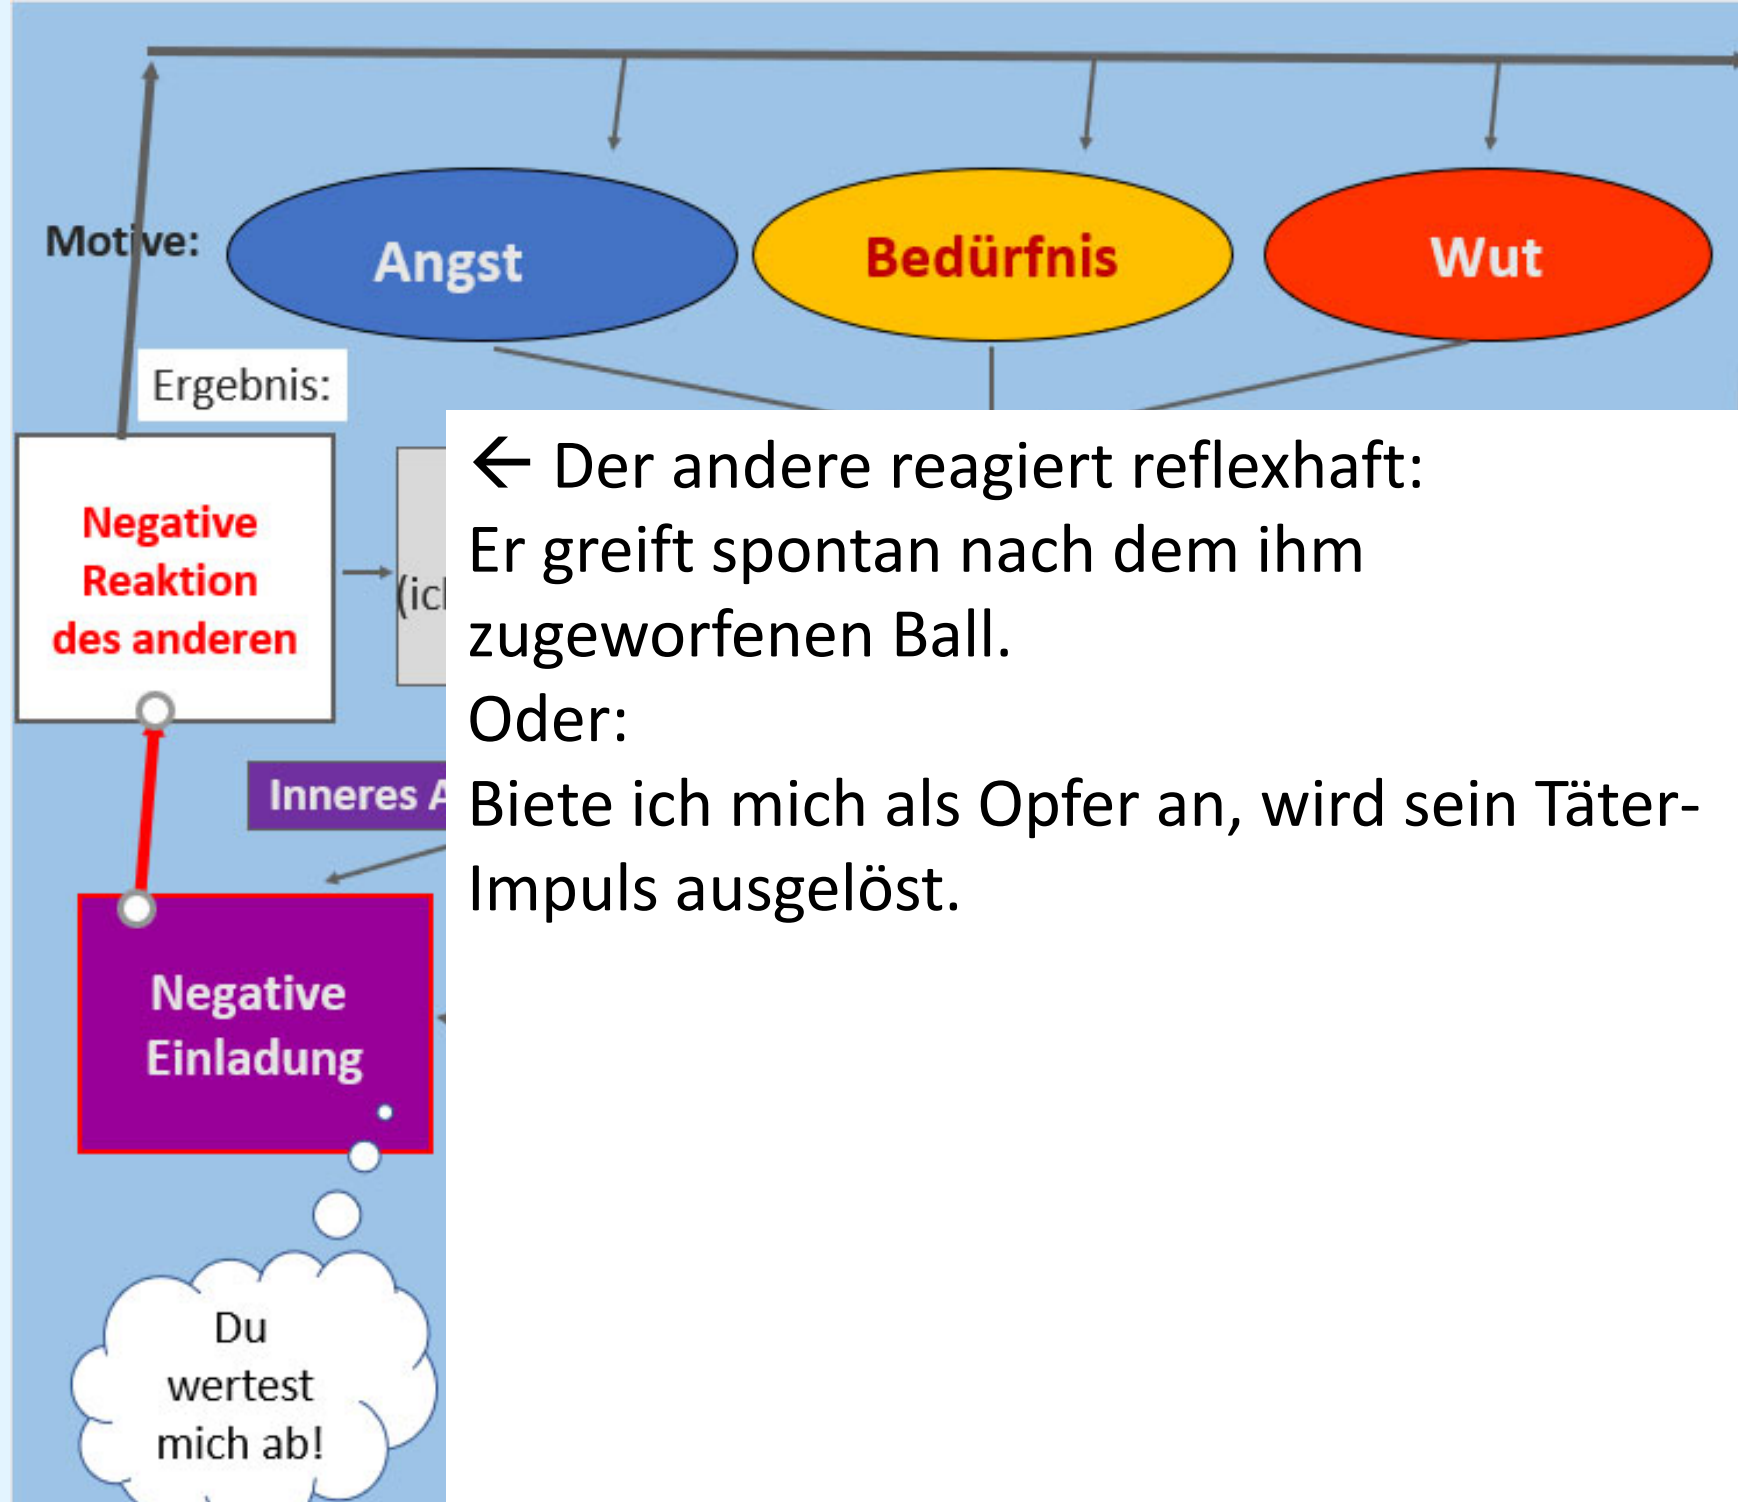 Motive:
Angst
Bedürfnis
Wut
Ergebnis:
Negative
Reaktion
des anderen
← Der andere reagiert reflexhaft:
Er greift spontan nach dem ihm
zugeworfenen Ball.
Oder:
Biete ich mich als Opfer an, wird sein Täter-
Impuls ausgelöst.
Inneres
Negative
Einladung
Du
wertest
mich ab!